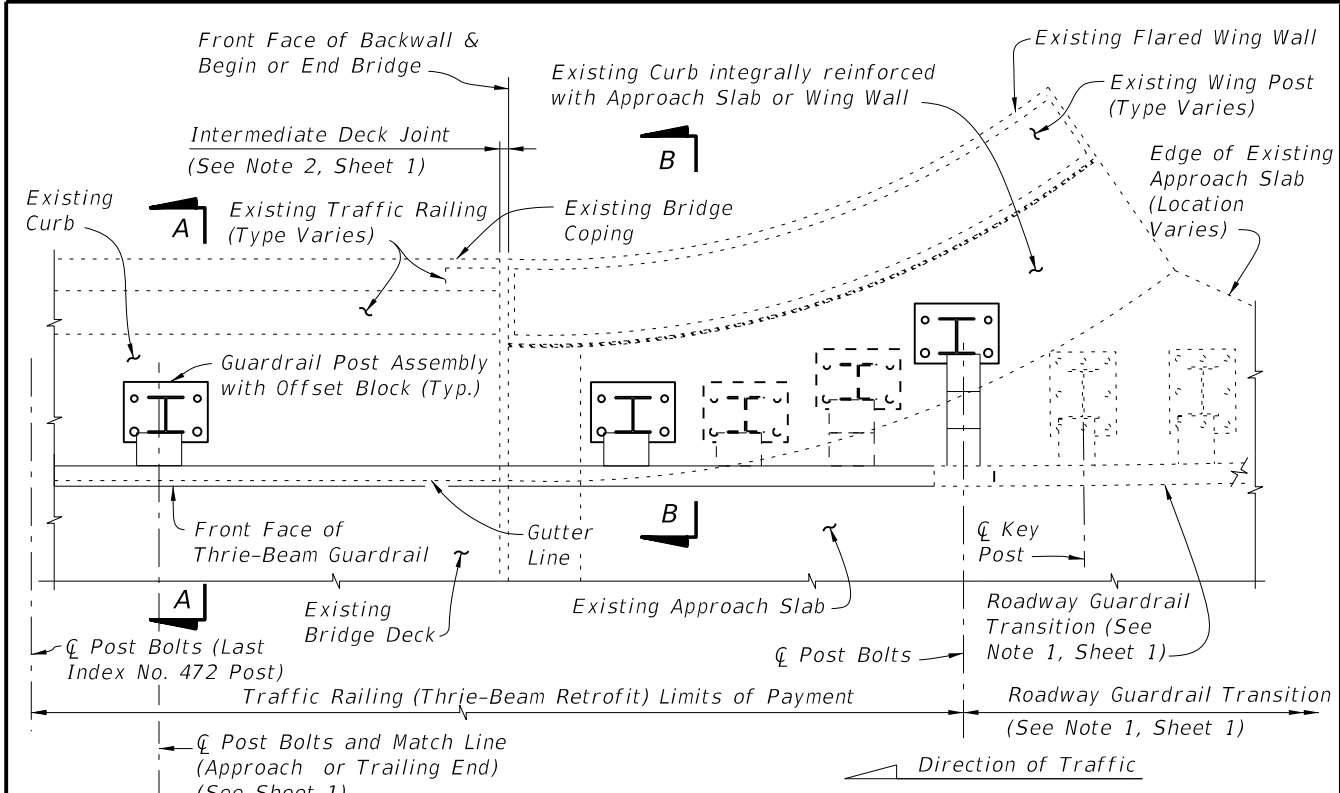 Front Face of Backwall &
Begin or End Bridge
Existing Curb integrally reinforced
with Approach Slab or Wing Wall
Existing Flared Wing Wall
Existing Wing Post
(Type Varies)
Intermediate Deck Joint
(See Note 2, Sheet 1)
B
Edge of Existing
Approach Slab
(Location
Varies)
Existing
Curb
A
Existing Traffic Railing
(Type Varies)
Existing Bridge
Coping
Guardrail Post Assembly
with Offset Block (Typ.)
Front Face of
Thrie-Beam Guardrail
Gutter
Line
B
℄ Key
Post
A
Existing
Bridge Deck
Existing Approach Slab
Roadway Guardrail
Transition (See
Note 1, Sheet 1)
℄ Post Bolts (Last
Index No. 472 Post)
℄ Post Bolts
Traffic Railing (Thrie-Beam Retrofit) Limits of Payment
Roadway Guardrail Transition
(See Note 1, Sheet 1)
℄ Post Bolts and Match Line
(Approach or Trailing End)
(See Sheet 1)
Direction of Traffic